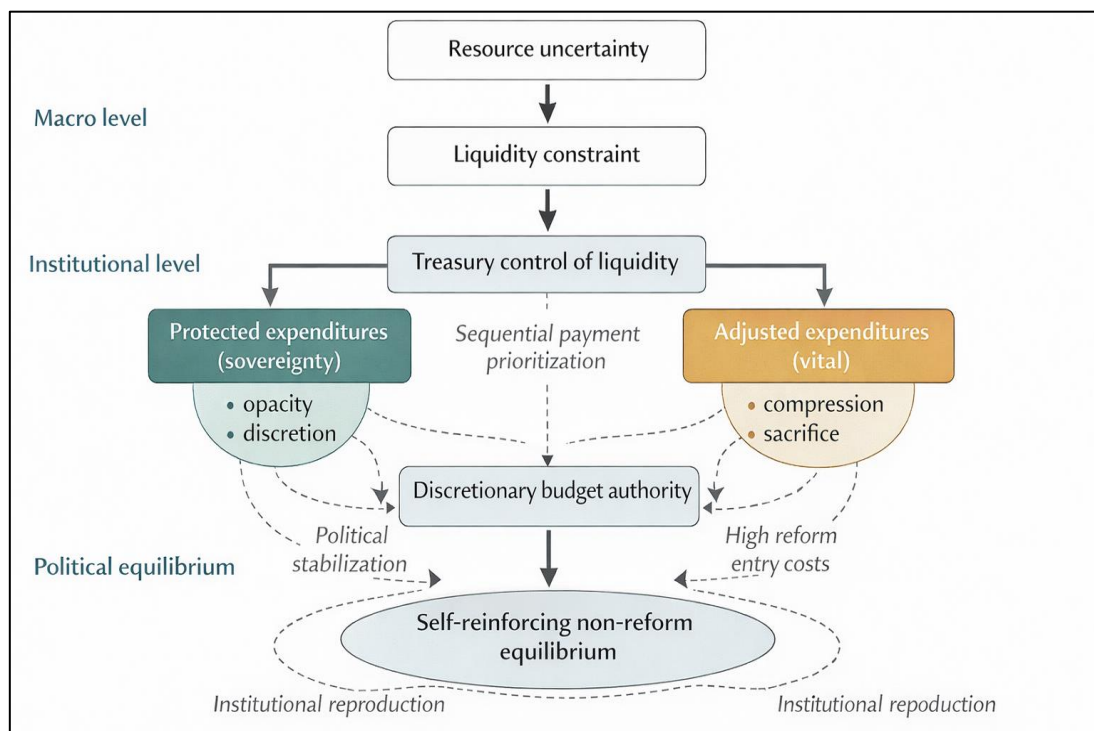 Resource uncertainty
Macro level
Liquidity constraint
Institutional level
Treasury control of liquidity
Protected expenditures
(sovereignty)
Sequential payment
prioritization
Adjusted expenditures
(vital)
• opacity
• discretion
• compression
• sacrifice
Discretionary budget authority
Political
stabilization
High reform
entry costs
Political equilibrium
Self-reinforcing non-reform
equilibrium
Institutional reproduction
Institutional repoduction